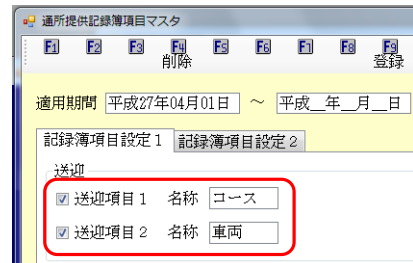 通所提供記録簿項目マスタ
F1 F2 F3 F4 F5 F6 F7 F8 F9
削除 登録
適用期間 平成27年04月01日 ~ 平成__年__月__日
記録簿項目設定1 記録簿項目設定2
送迎
送迎項目1 名称 コース
送迎項目2 名称 車両